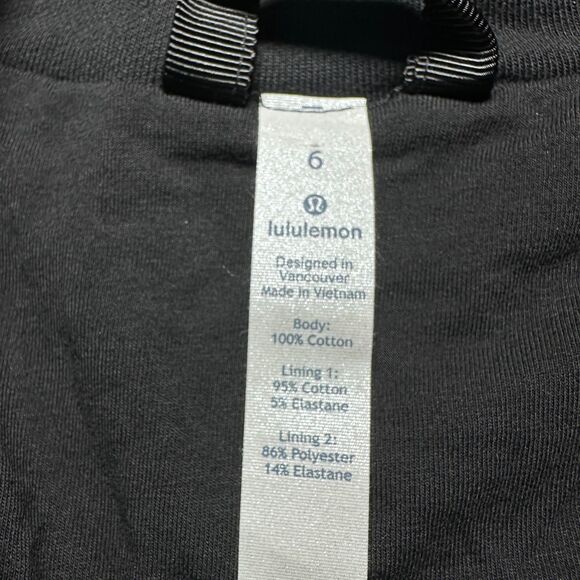 6
lululemon
Designed in
Vancouver
Made in Vietnam
Body:
100% Cotton
Lining 1:
95% Cotton
5% Elastane
Lining 2:
86% Polyester
14% Elastane